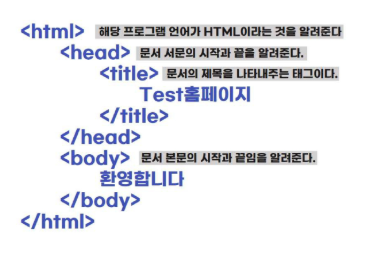 <html> 해당 프로그램 언어가 HTML이라는 것을 알려준다
<head> 문서 서문의 시작과 끝을 알려준다.
<title> 문서의 제목을 나타내주는 태그이다.
Test홈페이지
</title>
</head>
<body> 문서 본문의 시작과 끝임을 알려준다.
환영합니다
</body>
</html>